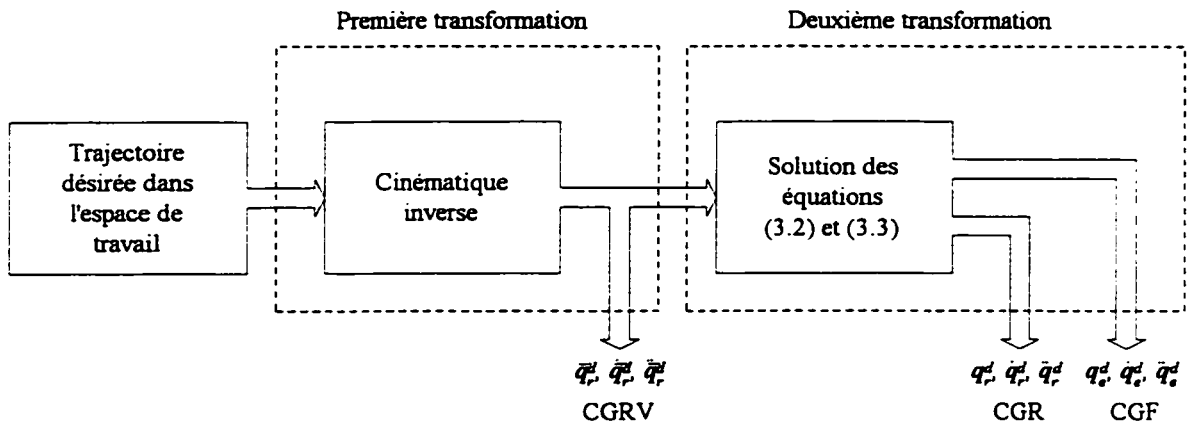 Première transformation
Deuxième transformation
Trajectoire
désirée dans
l'espace de
travail
Cinématique
inverse
Solution des
équations
(3.2) et (3.3)
q̄ᵣᵈ, q̄̇ᵣᵈ, q̄̈ᵣᵈ
CGRV
qᵣᵈ, q̇ᵣᵈ, q̈ᵣᵈ
CGR
qₑᵈ, q̇ₑᵈ, q̈ₑᵈ
CGF